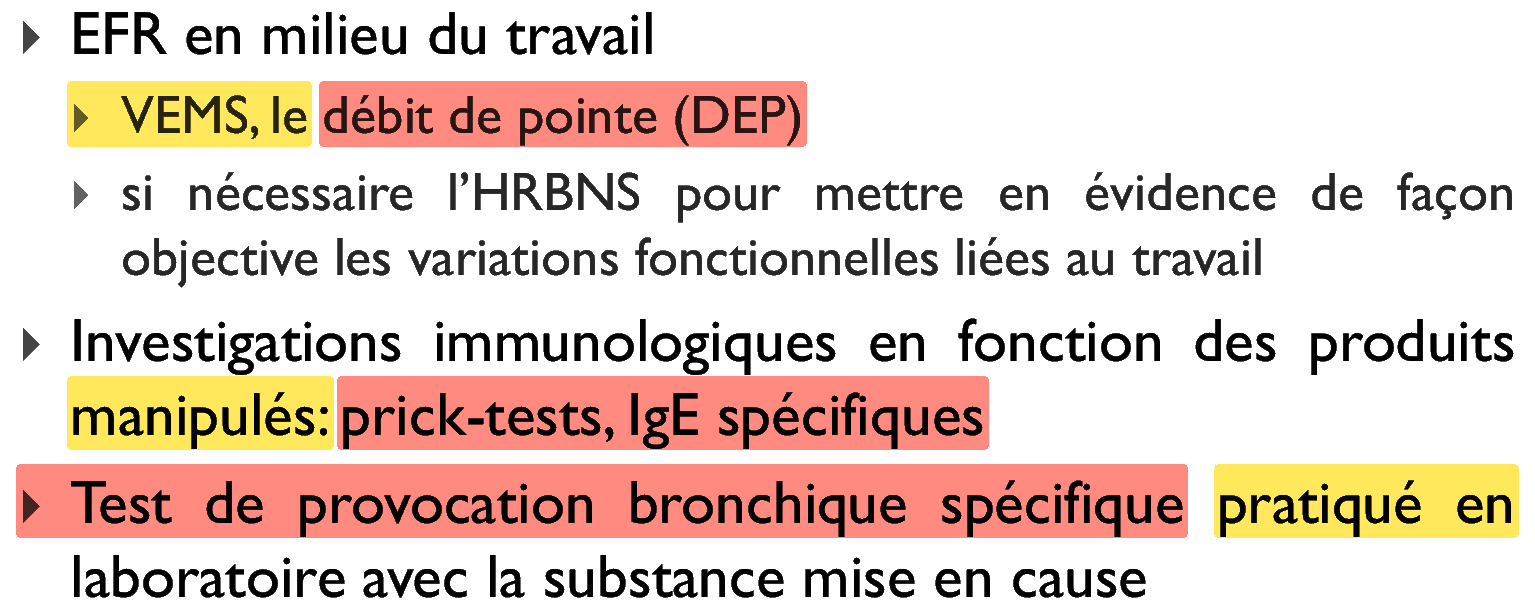 EFR en milieu du travail
VEMS, le débit de pointe (DEP)
si nécessaire l’HRBNS pour mettre en évidence de façon
objective les variations fonctionnelles liées au travail
Investigations immunologiques en fonction des produits
manipulés: prick-tests, IgE spécifiques
Test de provocation bronchique spécifique pratiqué en
laboratoire avec la substance mise en cause